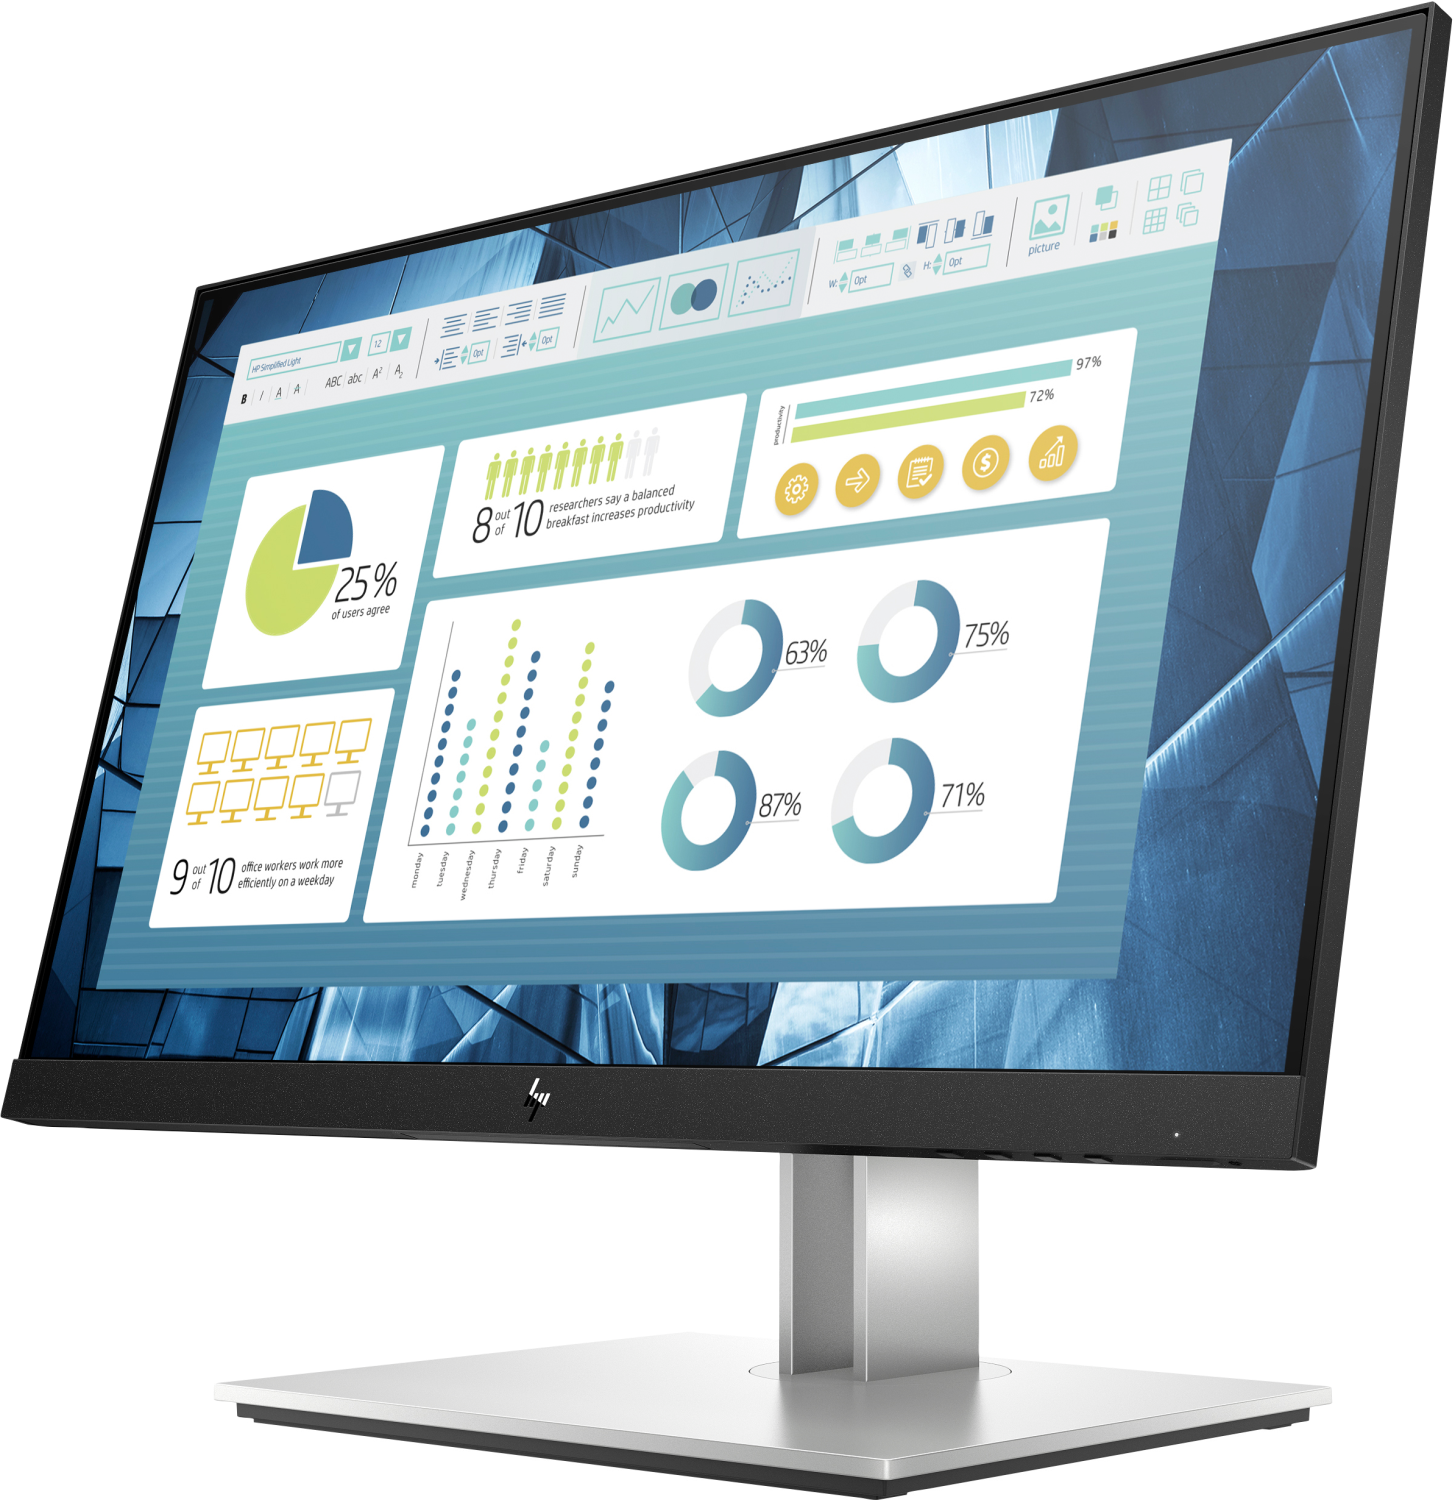 HP Simplified Light
12
B I A A ABC abc A² A₂
0pt
0pt
W: 0pt
H: 0pt
picture
25%
of users agree
8 out of 10 researchers say a balanced
breakfast increases productivity
productivity
97%
72%
9 out of 10 office workers work more
efficiently on a weekday
monday
tuesday
wednesday
thursday
friday
saturday
sunday
63%
75%
87%
71%
hp